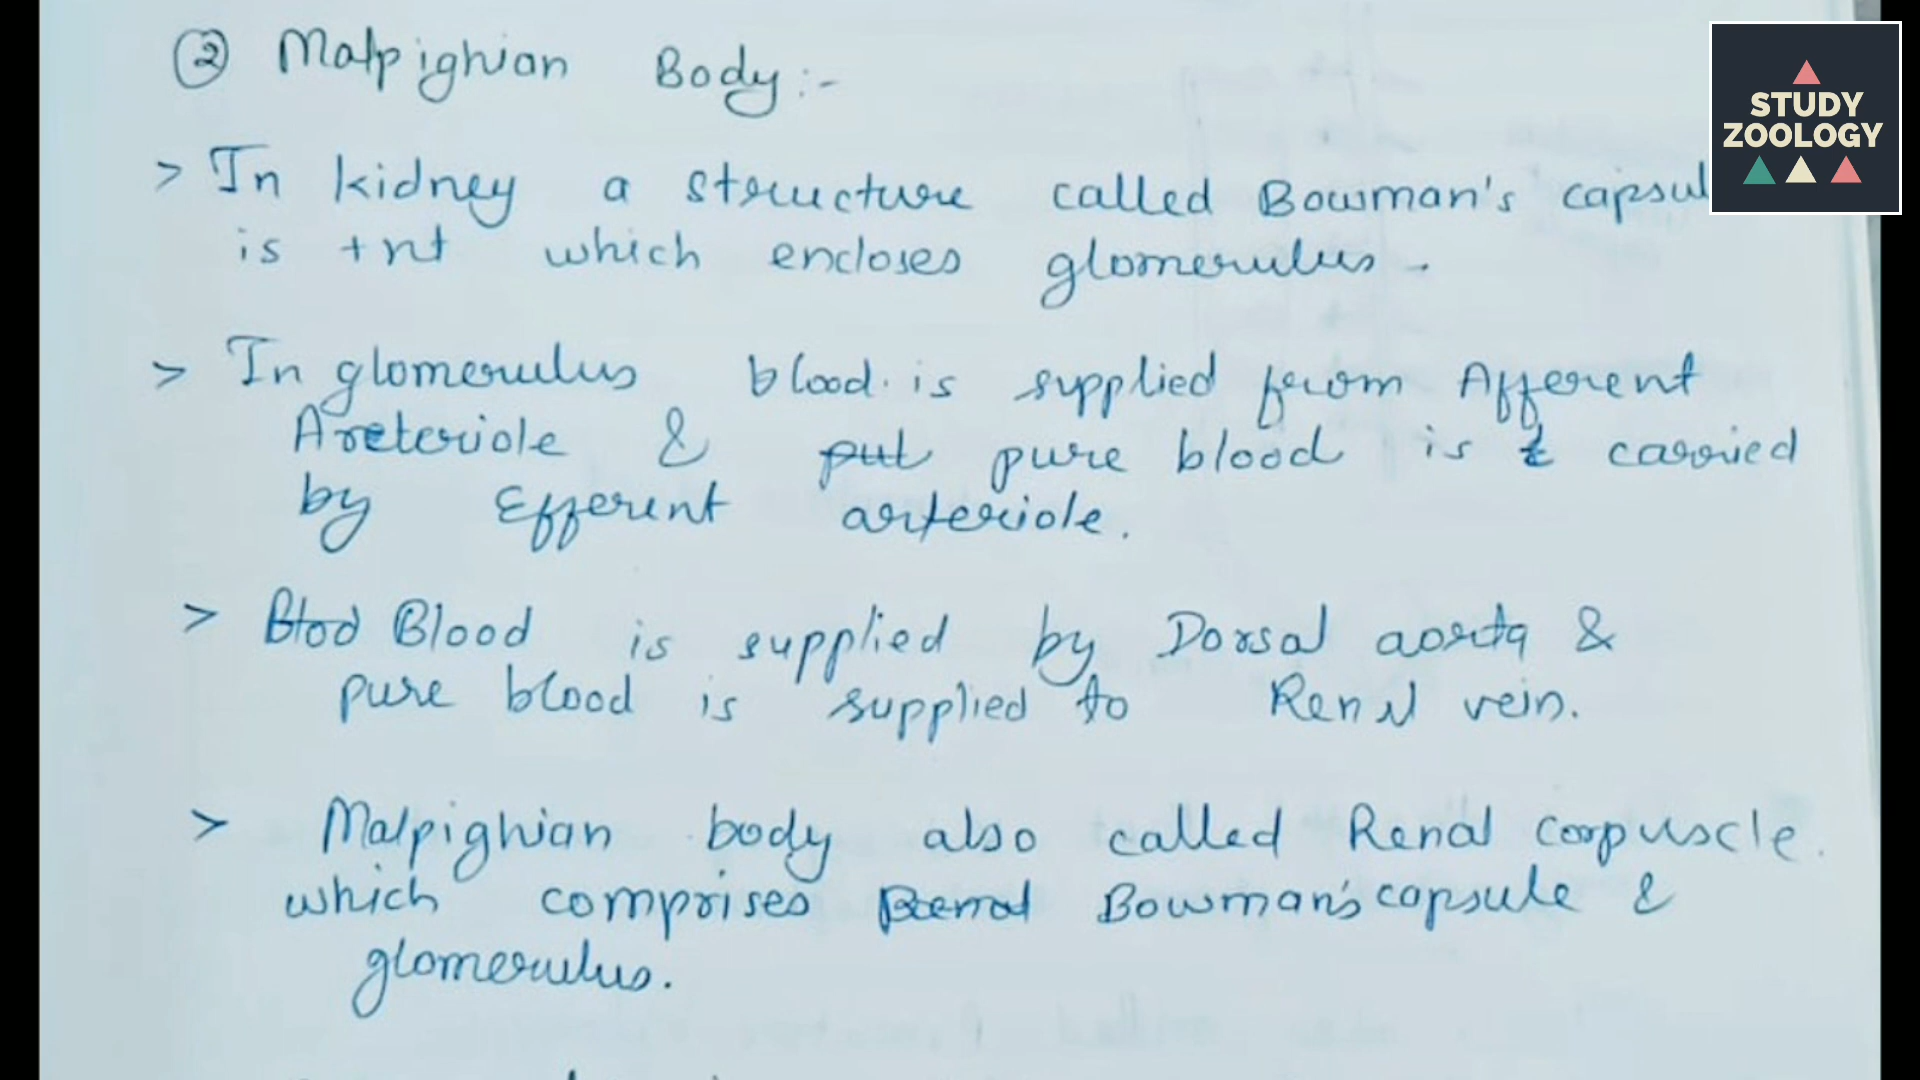 ② Malpighian Body:-
STUDY
ZOOLOGY
> In kidney a structure called Bowman's capsul
is +nt which encloses glomerulus.
> In glomerulus blood is supplied from Afferent
Areteriole & put pure blood is t carried
by Efferent arteriole.
> Blod Blood is supplied by Dorsal aorta &
pure blood is supplied to Renal vein.
> Malpighian body also called Renal corpuscle.
which comprises Bowman's capsule &
glomerulus.